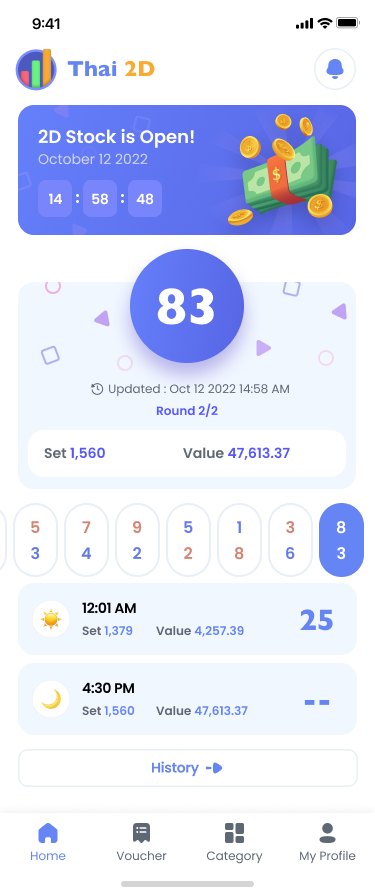 9:41
Thai 2D
2D Stock is Open!
October 12 2022
14 : 58 : 48
$
83
Updated : Oct 12 2022 14:58 AM
Round 2/2
Set 1,560 Value 47,613.37
5 7 9 5 1 3 8
3 4 2 2 8 6 3
12:01 AM
Set 1,379 Value 4,257.39
25
4:30 PM
Set 1,560 Value 47,613.37
--
History
Home Voucher Category My Profile